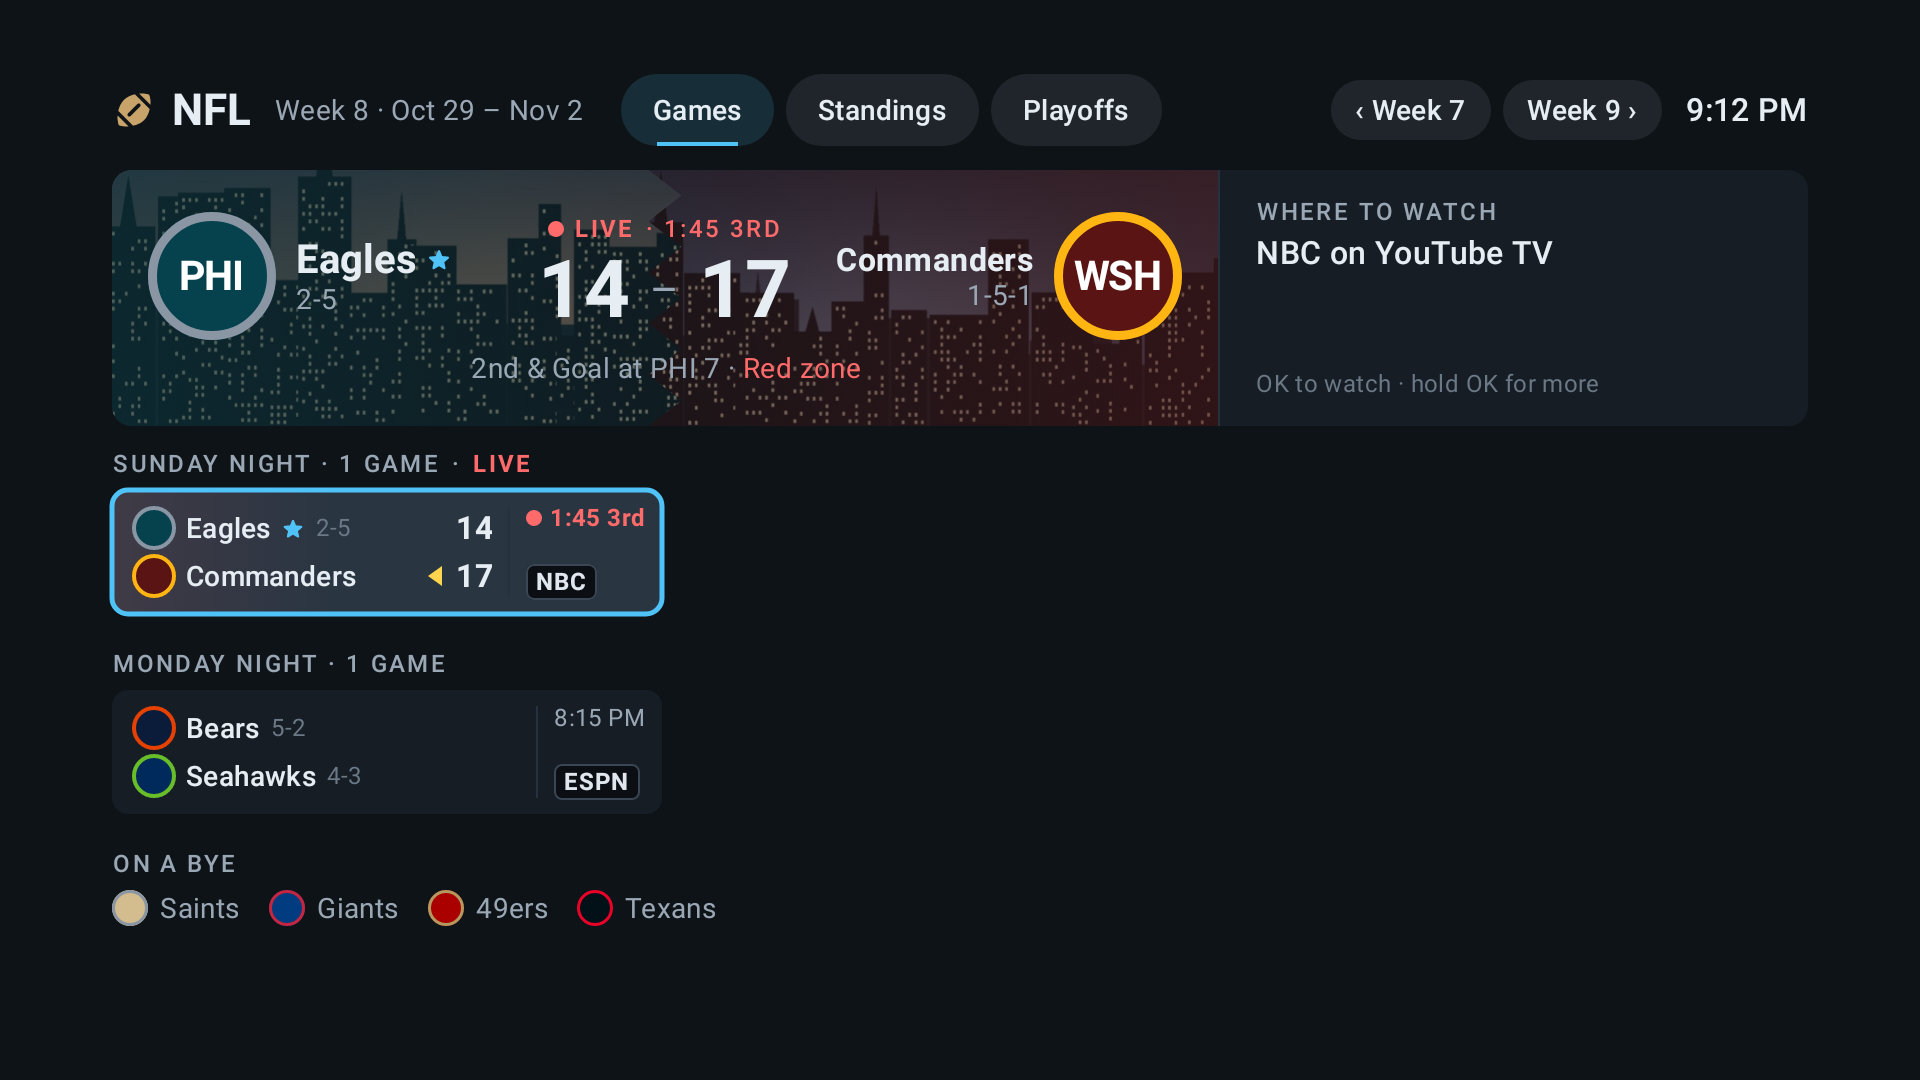 NFL Week 8 · Oct 29 – Nov 2 Games Standings Playoffs ‹ Week 7 Week 9 › 9:12 PM
LIVE · 1:45 3RD
PHI Eagles 2-5 14 – 17 Commanders 1-5-1 WSH
2nd & Goal at PHI 7 · Red zone
WHERE TO WATCH
NBC on YouTube TV
OK to watch · hold OK for more
SUNDAY NIGHT · 1 GAME · LIVE
Eagles 2-5 14 1:45 3rd
Commanders 17 NBC
MONDAY NIGHT · 1 GAME
Bears 5-2 8:15 PM
Seahawks 4-3 ESPN
ON A BYE
Saints Giants 49ers Texans